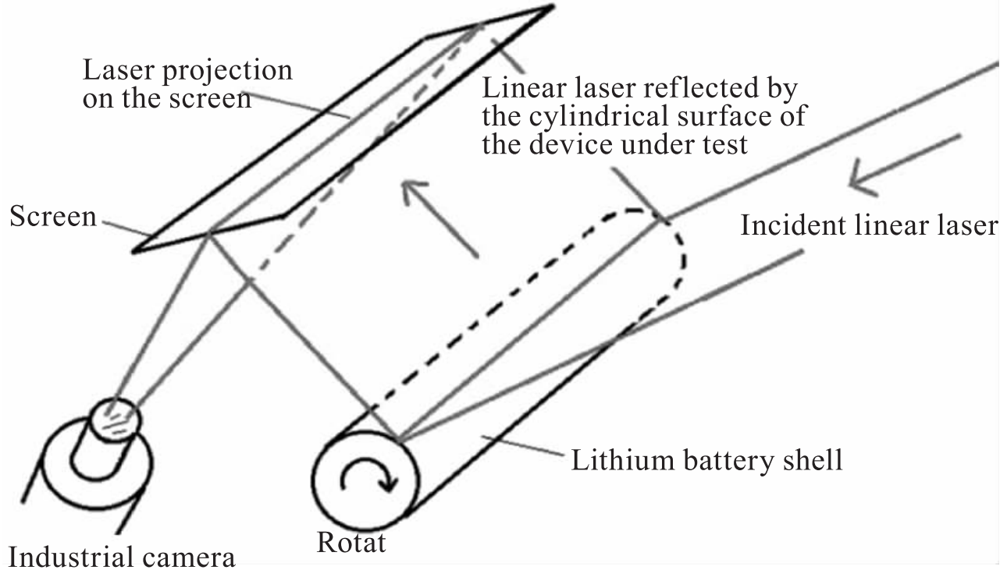 Laser projection
on the screen
Linear laser reflected by
the cylindrical surface of
the device under test
Screen
Incident linear laser
Lithium battery shell
Rotat
Industrial camera